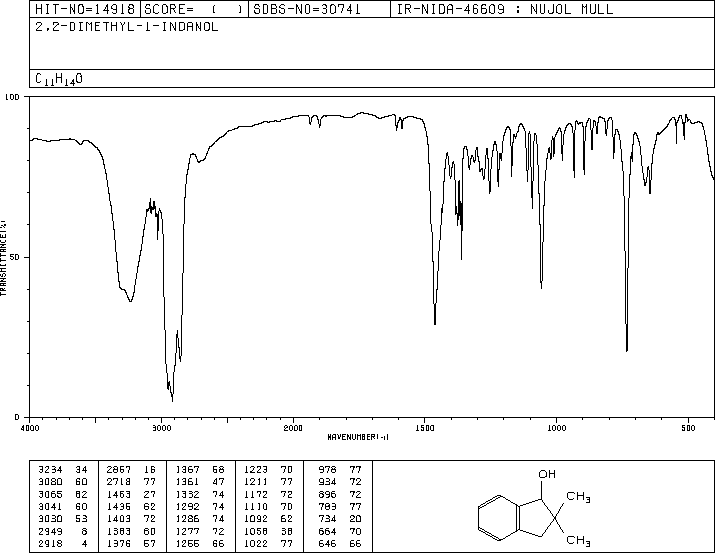 HIT-NO=14918 SCORE= ( ) SDBS-NO=30741 IR-NIDA-46609 : NUJOL MULL
2,2-DIMETHYL-1-INDANOL
C11H14O
100
50
0
TRANSMITTANCE(%)
4000 3000 2000 1500 1000 500
WAVENUMBER(-1)
3234 34 2867 16 1367 68 1223 70 978 77
3080 60 2718 77 1361 47 1211 77 934 72
3065 62 1463 27 1332 74 1172 72 896 72
3041 60 1436 62 1292 74 1110 70 789 77
3030 53 1403 72 1286 74 1092 62 734 20
2949 8 1383 60 1277 72 1058 38 664 70
2918 4 1376 57 1256 66 1022 77 646 66
OH
CH3
CH3